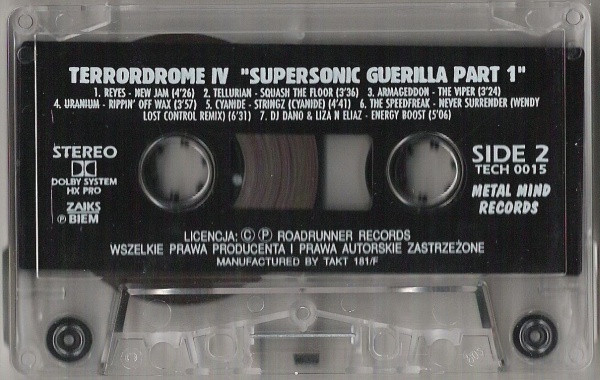 TERRORDROME IV "SUPERSONIC GUERILLA PART 1"
1. REYES - NEW JAM (4'26) 2. TELLURIAN - SQUASH THE FLOOR (3'36) 3. ARMAGEDDON - THE VIPER (3'24)
4. URANIUM - RIPPIN' OFF WAX (3'57) 5. CYANIDE - STRINGZ (CYANIDE) (4'41) 6. THE SPEEDFREAK - NEVER SURRENDER (WENDY
LOST CONTROL REMIX) (6'31) 7. DJ DANO & LIZA N ELIAZ - ENERGY BOOST (5'06)
STEREO
DOLBY SYSTEM
HX PRO
ZAIKS
Ⓟ BIEM
SIDE 2
TECH 0015
METAL MIND
RECORDS
LICENCJA: Ⓒ Ⓟ ROADRUNNER RECORDS
WSZELKIE PRAWA PRODUCENTA I PRAWA AUTORSKIE ZASTRZEŻONE
MANUFACTURED BY TAKT 181/F